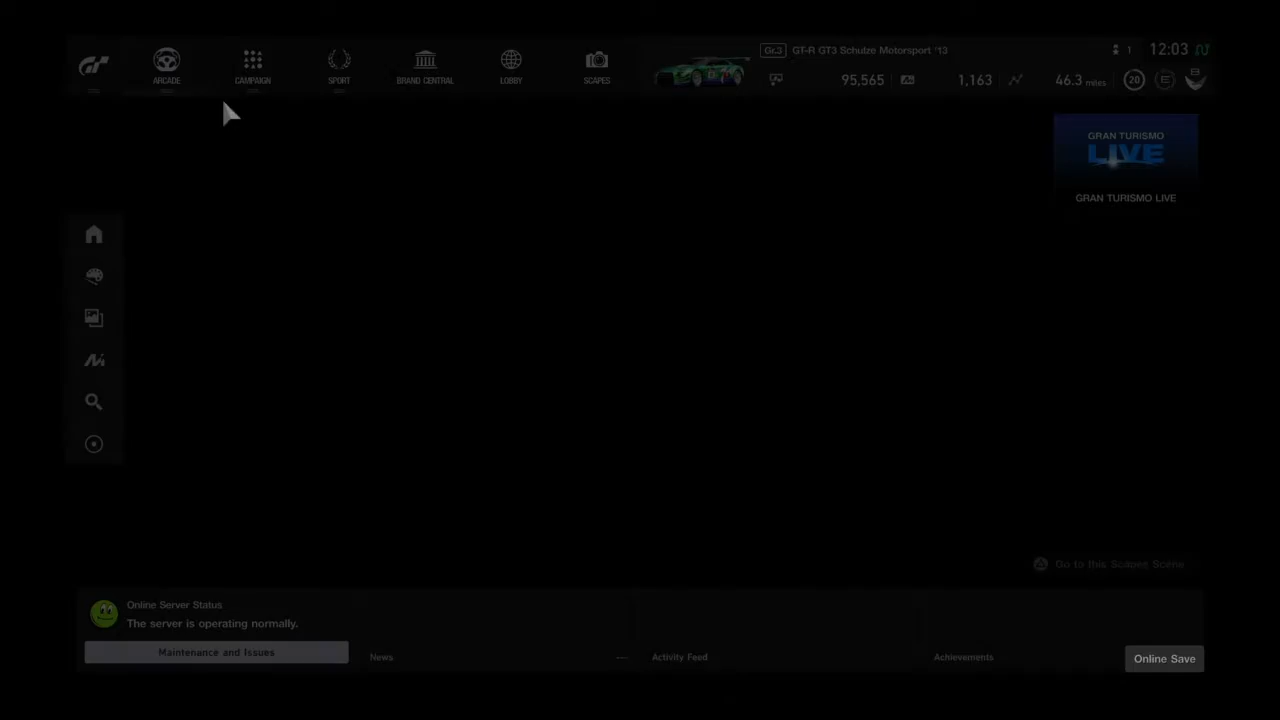 GT
ARCADE
CAMPAIGN
SPORT
BRAND CENTRAL
LOBBY
SCAPES
Gr.3 GT-R GT3 Schulze Motorsport '13
1 12:03
95,565 1,163 46.3 miles 20 E B
GRAN TURISMO
LIVE
GRAN TURISMO LIVE
Go to this Scapes Scene
Online Server Status
The server is operating normally.
Maintenance and Issues
News
Activity Feed
Achievements
Online Save